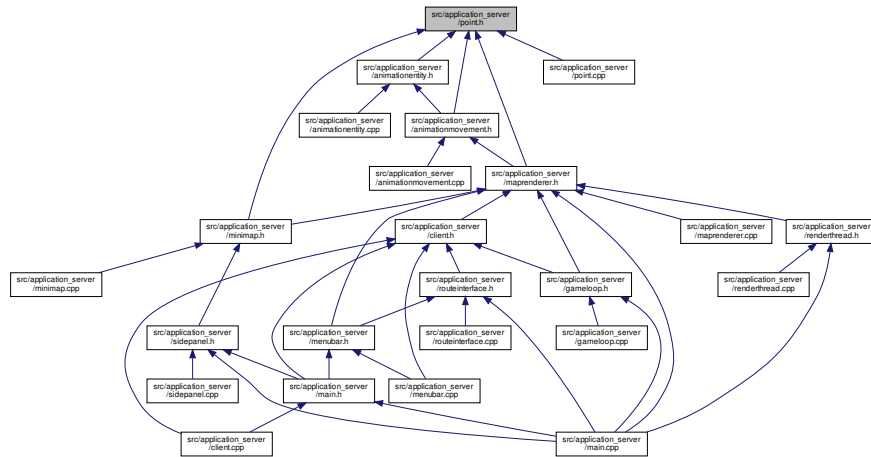 src/application_server
/point.h
src/application_server
/animationentity.h
src/application_server
/point.cpp
src/application_server
/animationentity.cpp
src/application_server
/animationmovement.h
src/application_server
/animationmovement.cpp
src/application_server
/maprenderer.h
src/application_server
/minimap.h
src/application_server
/client.h
src/application_server
/maprenderer.cpp
src/application_server
/renderthread.h
src/application_server
/minimap.cpp
src/application_server
/routeinterface.h
src/application_server
/gameloop.h
src/application_server
/renderthread.cpp
src/application_server
/sidepanel.h
src/application_server
/menubar.h
src/application_server
/routeinterface.cpp
src/application_server
/gameloop.cpp
src/application_server
/sidepanel.cpp
src/application_server
/main.h
src/application_server
/menubar.cpp
src/application_server
/client.cpp
src/application_server
/main.cpp